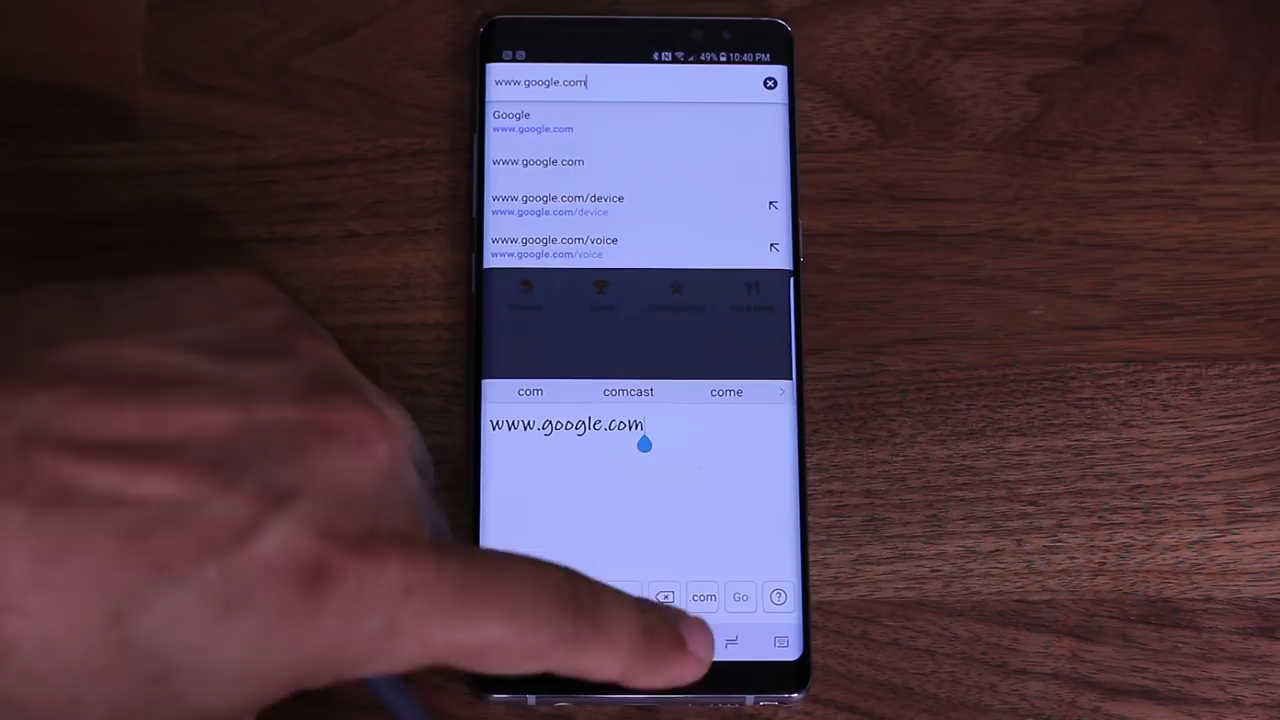 49% 10:40 PM
www.google.com
Google
www.google.com
www.google.com
www.google.com/device
www.google.com/device
www.google.com/voice
www.google.com/voice
com comcast come
www.google.com
.com Go ?